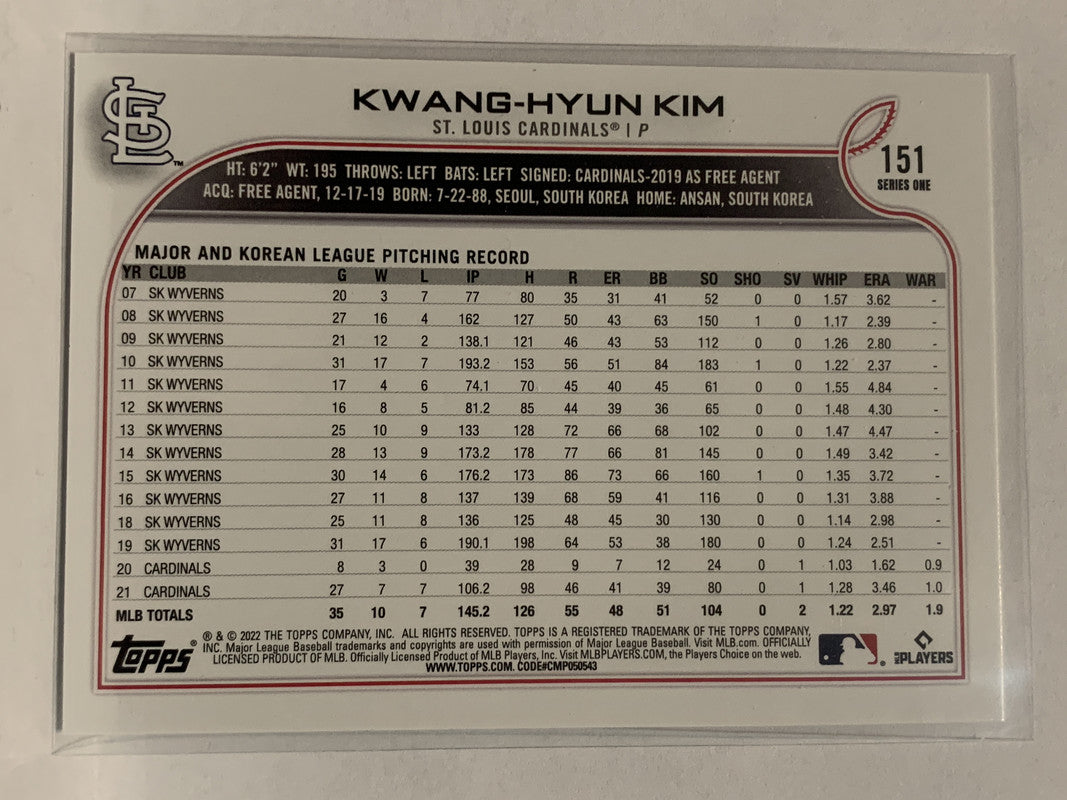 STL™
KWANG-HYUN KIM
ST. LOUIS CARDINALS® | P
151
SERIES ONE
HT: 6'2" WT: 195 THROWS: LEFT BATS: LEFT SIGNED: CARDINALS-2019 AS FREE AGENT
ACQ: FREE AGENT, 12-17-19 BORN: 7-22-88, SEOUL, SOUTH KOREA HOME: ANSAN, SOUTH KOREA
MAJOR AND KOREAN LEAGUE PITCHING RECORD
YR CLUB G W L IP H R ER BB SO SHO SV WHIP ERA WAR
07 SK WYVERNS 20 3 7 77 80 35 31 41 52 0 0 1.57 3.62 -
08 SK WYVERNS 27 16 4 162 127 50 43 63 150 1 0 1.17 2.39 -
09 SK WYVERNS 21 12 2 138.1 121 46 43 53 112 0 0 1.26 2.80 -
10 SK WYVERNS 31 17 7 193.2 153 56 51 84 183 1 0 1.22 2.37 -
11 SK WYVERNS 17 4 6 74.1 70 45 40 45 61 0 0 1.55 4.84 -
12 SK WYVERNS 16 8 5 81.2 85 44 39 36 65 0 0 1.48 4.30 -
13 SK WYVERNS 25 10 9 133 128 72 66 68 102 0 0 1.47 4.47 -
14 SK WYVERNS 28 13 9 173.2 178 77 66 81 145 0 0 1.49 3.42 -
15 SK WYVERNS 30 14 6 176.2 173 86 73 66 160 1 0 1.35 3.72 -
16 SK WYVERNS 27 11 8 137 139 68 59 41 116 0 0 1.31 3.88 -
18 SK WYVERNS 25 11 8 136 125 48 45 30 130 0 0 1.14 2.98 -
19 SK WYVERNS 31 17 6 190.1 198 64 53 38 180 0 0 1.24 2.51 -
20 CARDINALS 8 3 0 39 28 9 7 12 24 0 1 1.03 1.62 0.9
21 CARDINALS 27 7 7 106.2 98 46 41 39 80 0 1 1.28 3.46 1.0
MLB TOTALS 35 10 7 145.2 126 55 48 51 104 0 2 1.22 2.97 1.9
Topps®
® & © 2022 THE TOPPS COMPANY, INC. ALL RIGHTS RESERVED. TOPPS IS A REGISTERED TRADEMARK OF THE TOPPS COMPANY,
INC. Major League Baseball trademarks and copyrights are used with permission of Major League Baseball. Visit MLB.com. OFFICIALLY
LICENSED PRODUCT OF MLB. Officially Licensed Product of MLB Players, Inc. Visit MLBPLAYERS.COM, the Players Choice on the web.
WWW.TOPPS.COM. CODE#CMP050543
MLB PLAYERS